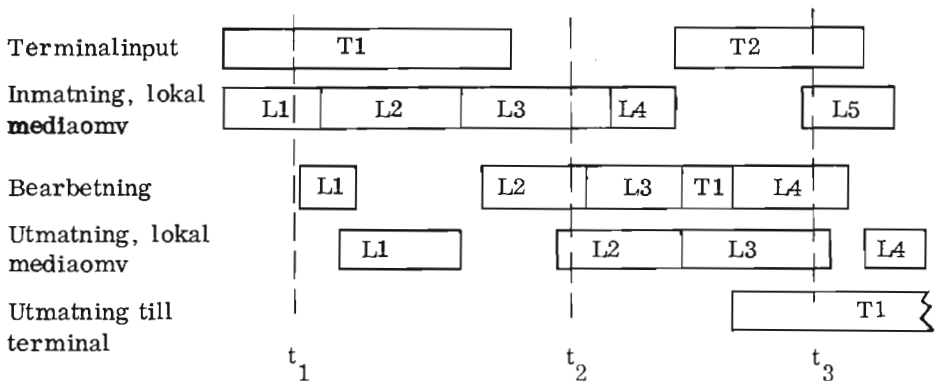 Terminalinput T1 T2
Inmatning, lokal
mediaomv L1 L2 L3 L4 L5
Bearbetning L1 L2 L3 T1 L4
Utmatning, lokal
mediaomv L1 L2 L3 L4
Utmatning till
terminal T1
t1 t2 t3